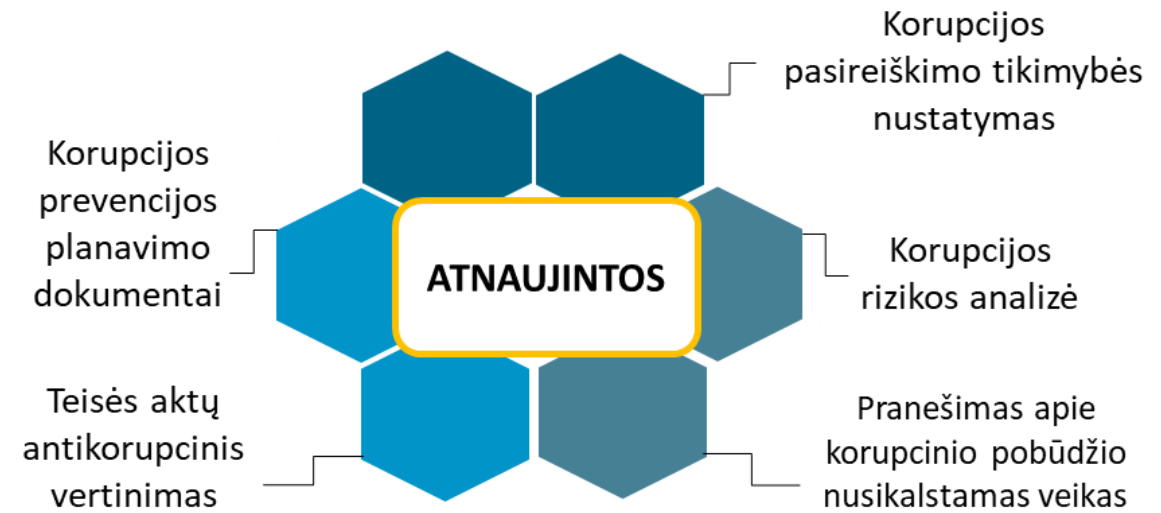 Korupcijos
pasireiškimo tikimybės
nustatymas
Korupcijos
prevencijos
planavimo
dokumentai
ATNAUJINTOS
Korupcijos
rizikos analizė
Teisės aktų
antikorupcinis
vertinimas
Pranešimas apie
korupcinio pobūdžio
nusikalstamas veikas